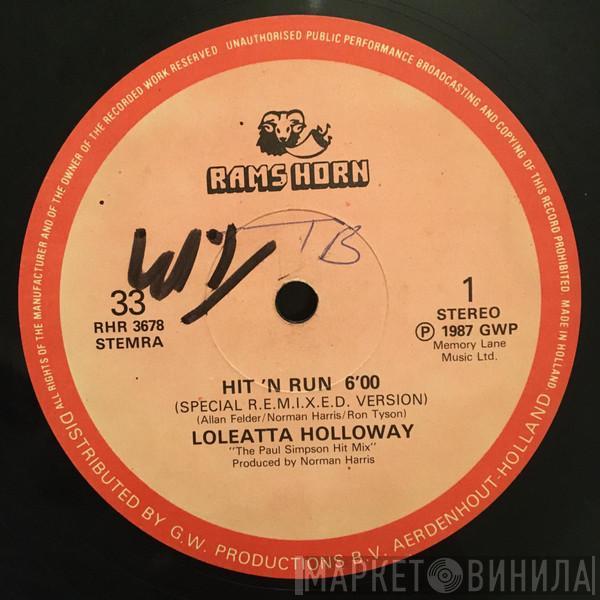 ALL RIGHTS OF THE MANUFACTURER AND OF THE OWNER OF THE RECORDED WORK RESERVED UNAUTHORISED PUBLIC PERFORMANCE BROADCASTING AND COPYING OF THIS RECORD PROHIBITED MADE IN HOLLAND
RAMS HORN
TB
33
RHR 3678
STEMRA
1
STEREO
Ⓟ 1987 GWP
Memory Lane
Music Ltd.
HIT 'N RUN 6'00
(SPECIAL R.E.M.I.X.E.D. VERSION)
(Allan Felder/Norman Harris/Ron Tyson)
LOLEATTA HOLLOWAY
"The Paul Simpson Hit Mix"
Produced by Norman Harris
DISTRIBUTED BY G.W. PRODUCTIONS B.V. AERDENHOUT-HOLLAND
МАРКЕТ ВИНИЛА